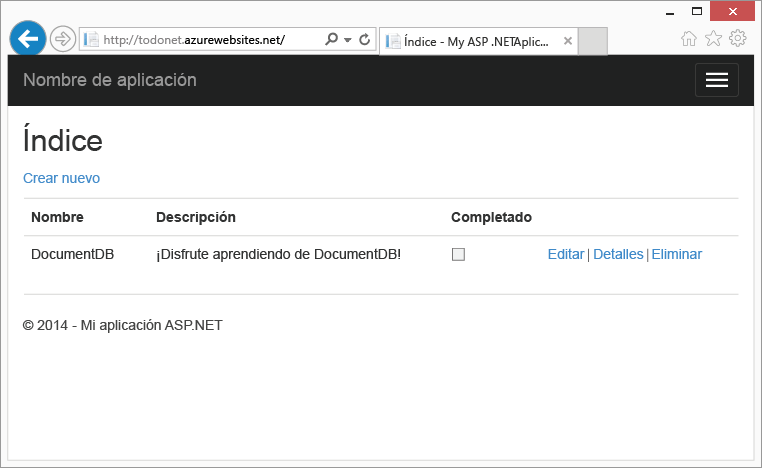 http://todonet.azurewebsites.net/
Índice - My ASP .NETAplic...
Nombre de aplicación
Índice
Crear nuevo
Nombre Descripción Completado
DocumentDB ¡Disfrute aprendiendo de DocumentDB! Editar | Detalles | Eliminar
© 2014 - Mi aplicación ASP.NET